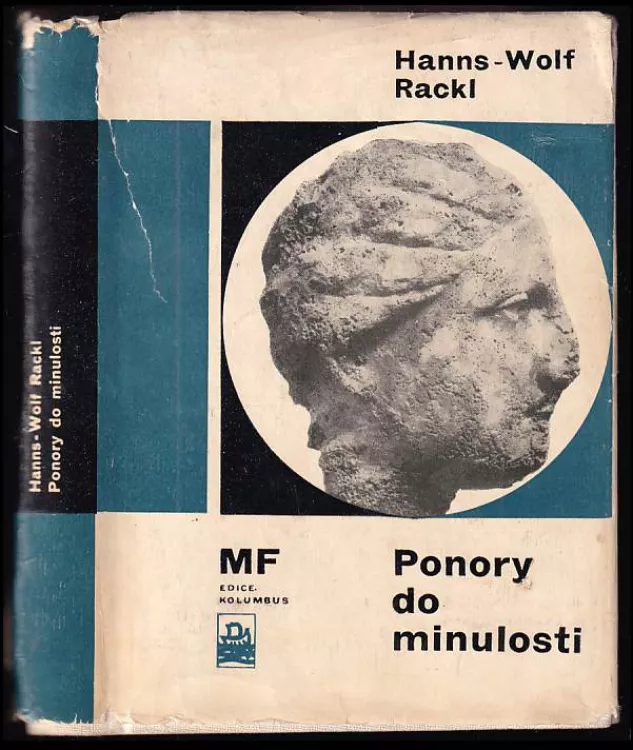 Hanns-Wolf
Rackl
Hanns-Wolf Rackl
Ponory do minulosti
MF
EDICE
KOLUMBUS
Ponory
do
minulosti